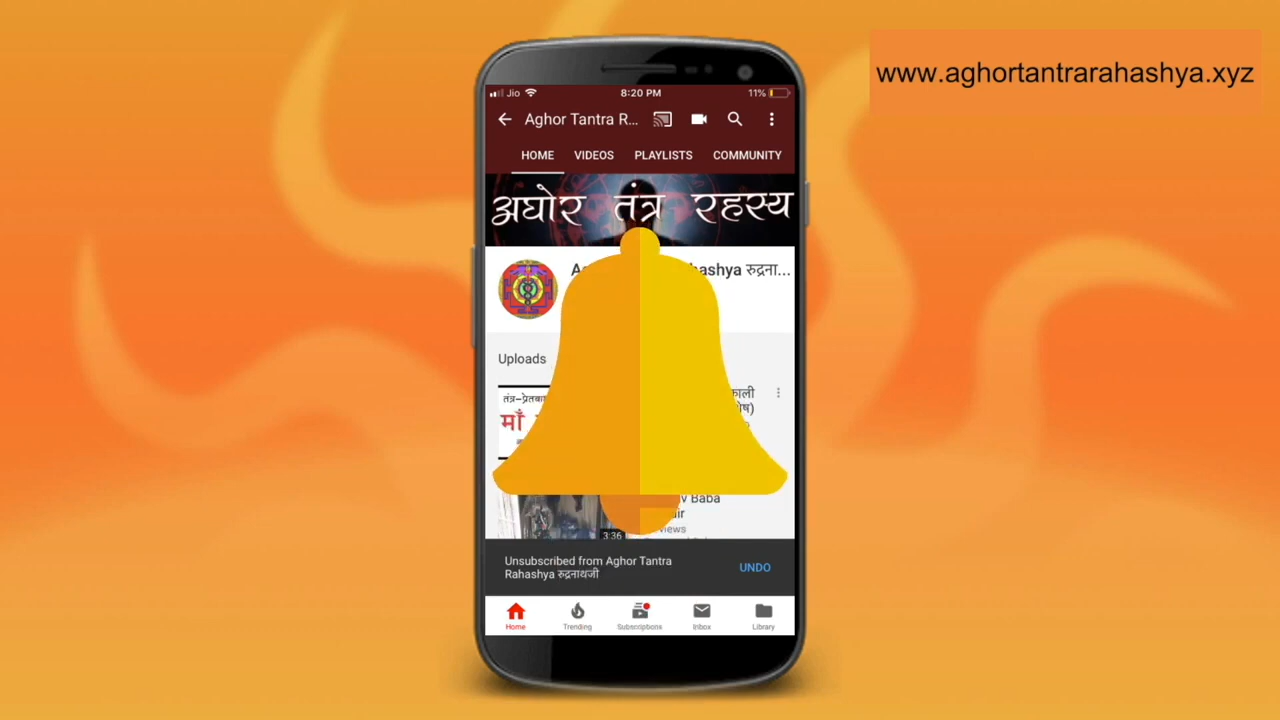 www.aghortantrarahashya.xyz
Jio 8:20 PM 11%
Aghor Tantra R...
HOME VIDEOS PLAYLISTS COMMUNITY
अघोर तंत्र रहस्य
रुद्रना...
Uploads
माँ
3:36
Baba
Unsubscribed from Aghor Tantra
Rahashya रुद्रनाथजी
UNDO
Home Trending Subscriptions Inbox Library